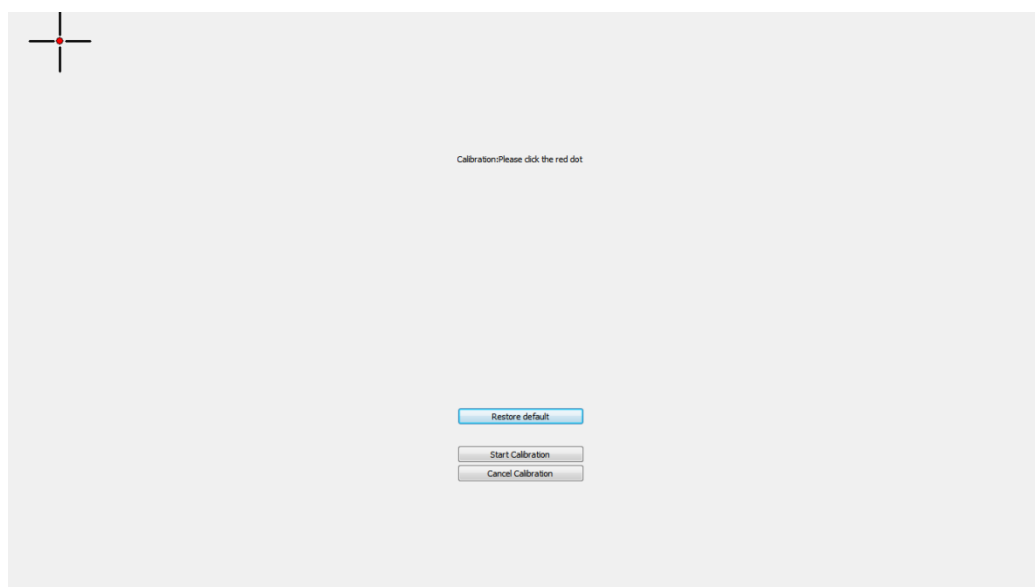 Calibration:Please click the red dot
Restore default
Start Calibration
Cancel Calibration